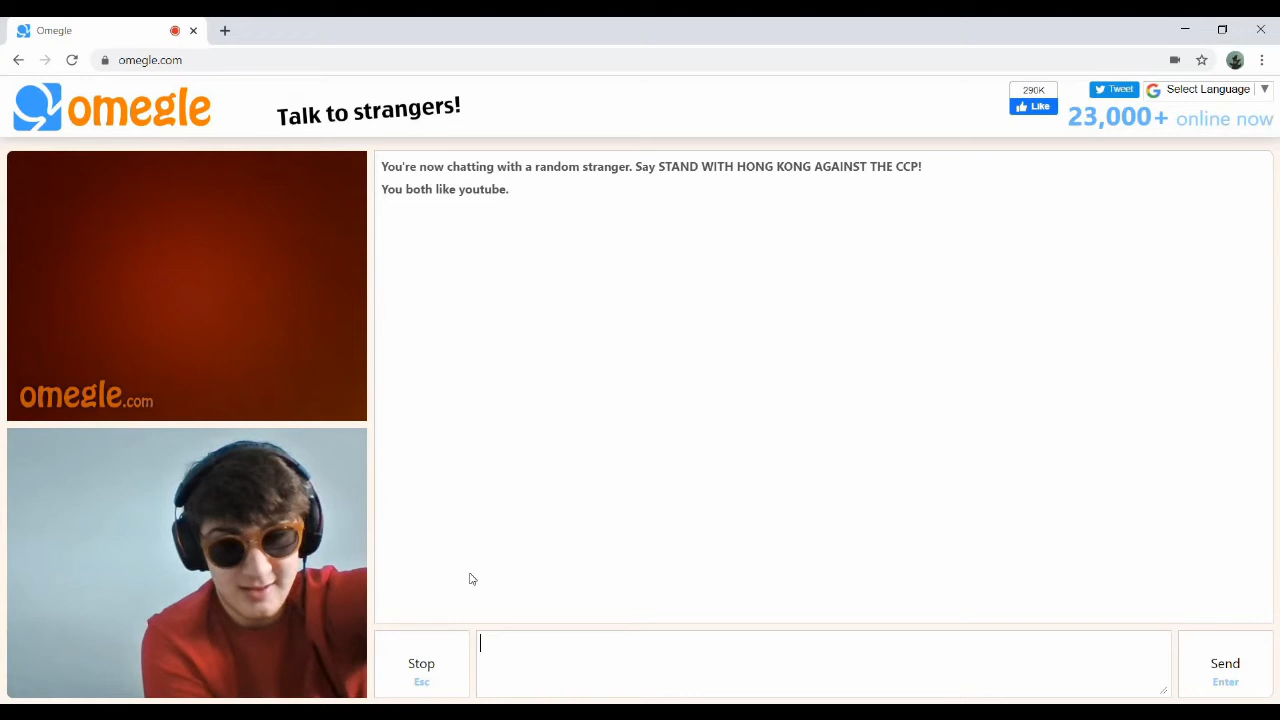 Omegle
omegle.com
omegle
Talk to strangers!
290K
Like
Tweet
Select Language
23,000+ online now
You're now chatting with a random stranger. Say STAND WITH HONG KONG AGAINST THE CCP!
You both like youtube.
omegle.com
Stop
Esc
Send
Enter